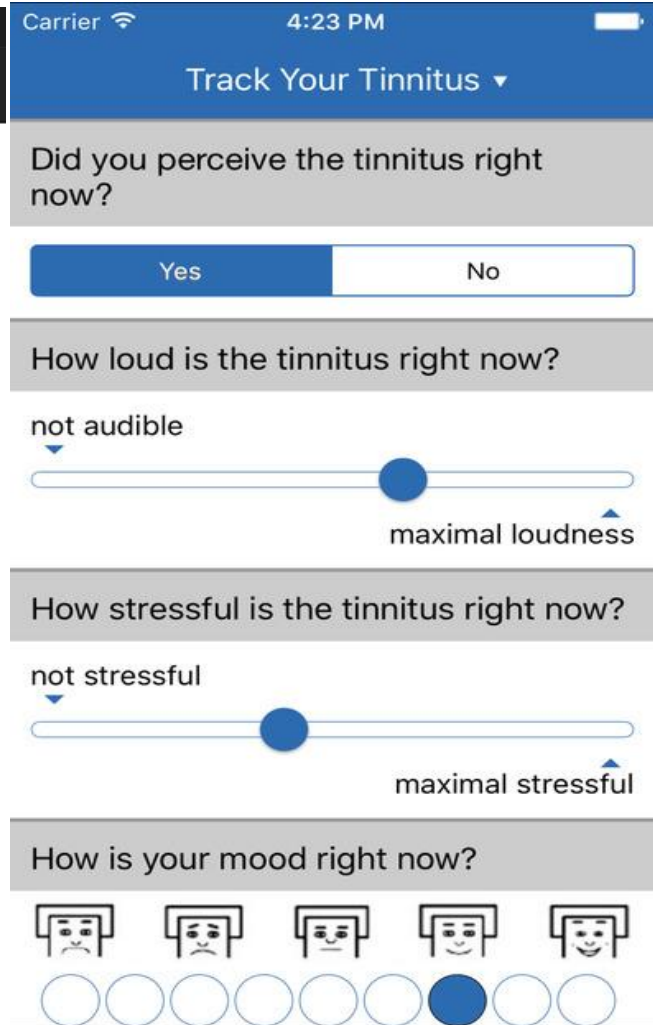 Carrier 4:23 PM
Track Your Tinnitus
Did you perceive the tinnitus right
now?
Yes No
How loud is the tinnitus right now?
not audible
maximal loudness
How stressful is the tinnitus right now?
not stressful
maximal stressful
How is your mood right now?